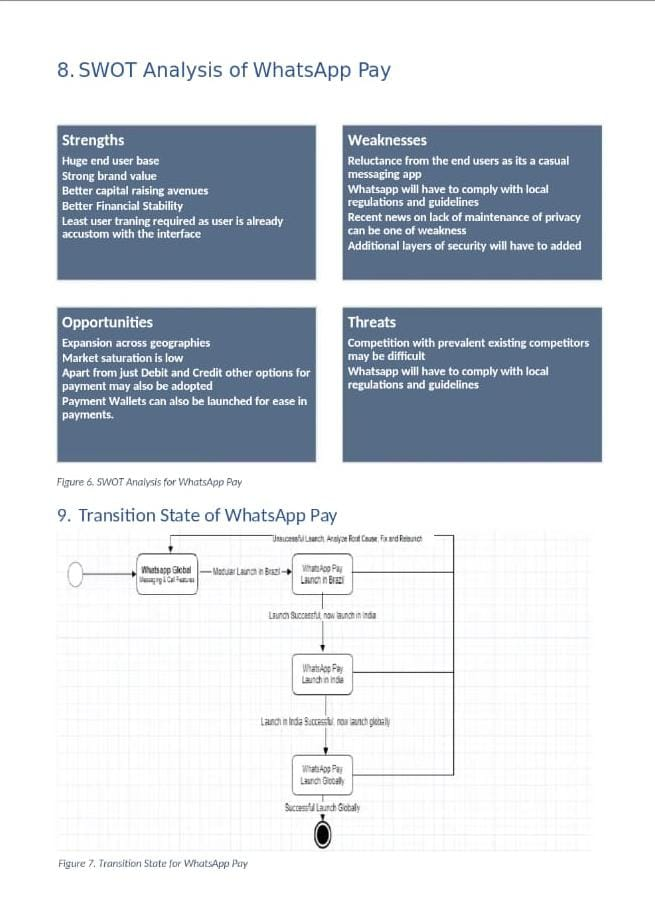 8. SWOT Analysis of WhatsApp Pay
Strengths
Huge end user base
Strong brand value
Better capital raising avenues
Better Financial Stability
Least user traning required as user is already
accustom with the interface
Weaknesses
Reluctance from the end users as its a casual
messaging app
Whatsapp will have to comply with local
regulations and guidelines
Recent news on lack of maintenance of privacy
can be one of weakness
Additional layers of security will have to added
Opportunities
Expansion across geographies
Market saturation is low
Apart from just Debit and Credit other options for
payment may also be adopted
Payment Wallets can also be launched for ease in
payments.
Threats
Competition with prevalent existing competitors
may be difficult
Whatsapp will have to comply with local
regulations and guidelines
Figure 6. SWOT Analysis for WhatsApp Pay
9. Transition State of WhatsApp Pay
Unsucessful Launch, Analyze Root Cause, Fix and Relaunch
Whatsapp Global
Messaging & Call Features
Modular Launch in Brazil
WhatsApp Pay
Launch in Brazil
Launch Successful, now launch in India
WhatsApp Pay
Launch in India
Launch in India Successful, now launch globally
WhatsApp Pay
Launch Globally
Successful Launch Globally
Figure 7. Transition State for WhatsApp Pay